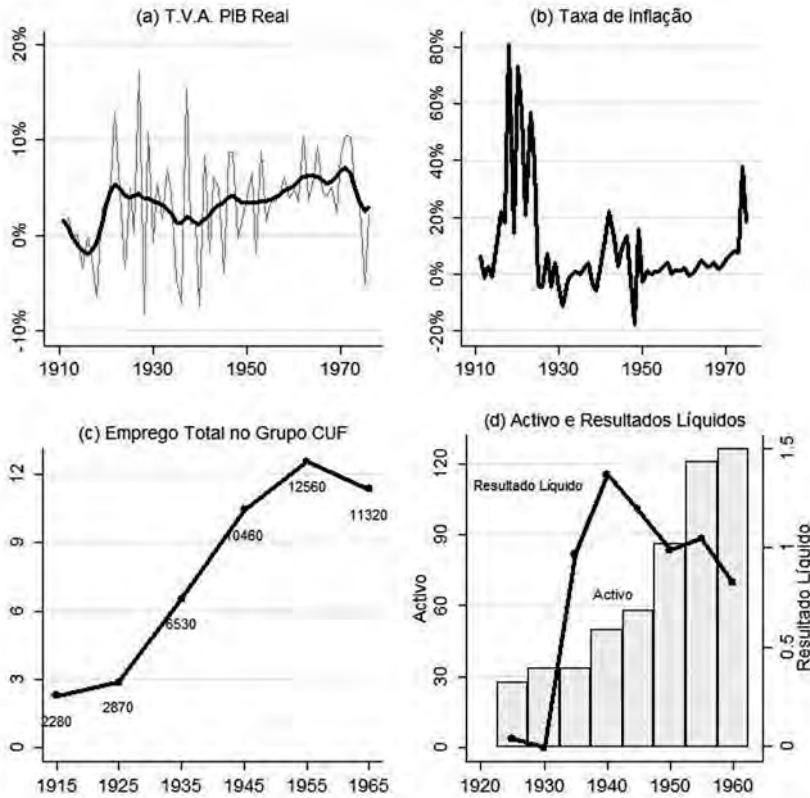 (a) T.V.A. PIB Real
20%
10%
0%
-10%
1910 1930 1950 1970
(b) Taxa de Inflação
80%
60%
40%
20%
0%
-20%
1910 1930 1950 1970
(c) Emprego Total no Grupo CUF
12
9
6
3
0
2280
2870
6530
10460
12560
11320
1915 1925 1935 1945 1955 1965
(d) Activo e Resultados Líquidos
Activo
120
90
60
30
0
Resultado Líquido
Activo
1.5
1
0.5
0
Resultado Líquido
1920 1930 1940 1950 1960